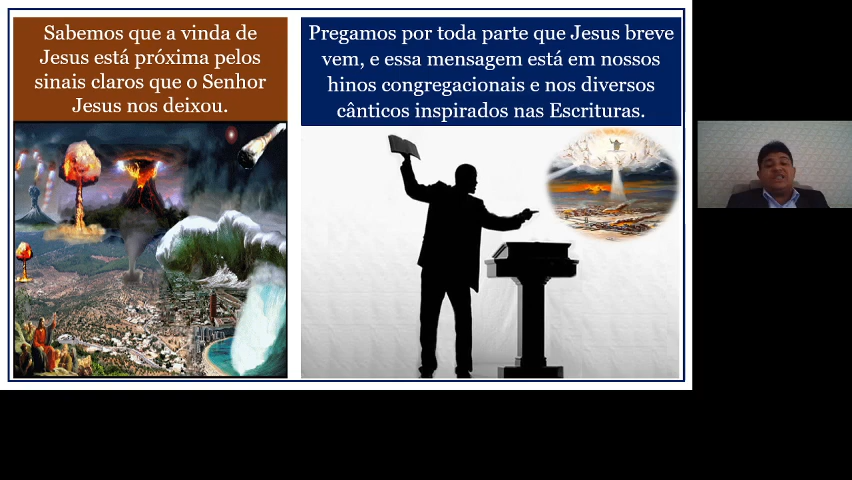 Sabemos que a vinda de
Jesus está próxima pelos
sinais claros que o Senhor
Jesus nos deixou.
Pregamos por toda parte que Jesus breve
vem, e essa mensagem está em nossos
hinos congregacionais e nos diversos
cânticos inspirados nas Escrituras.